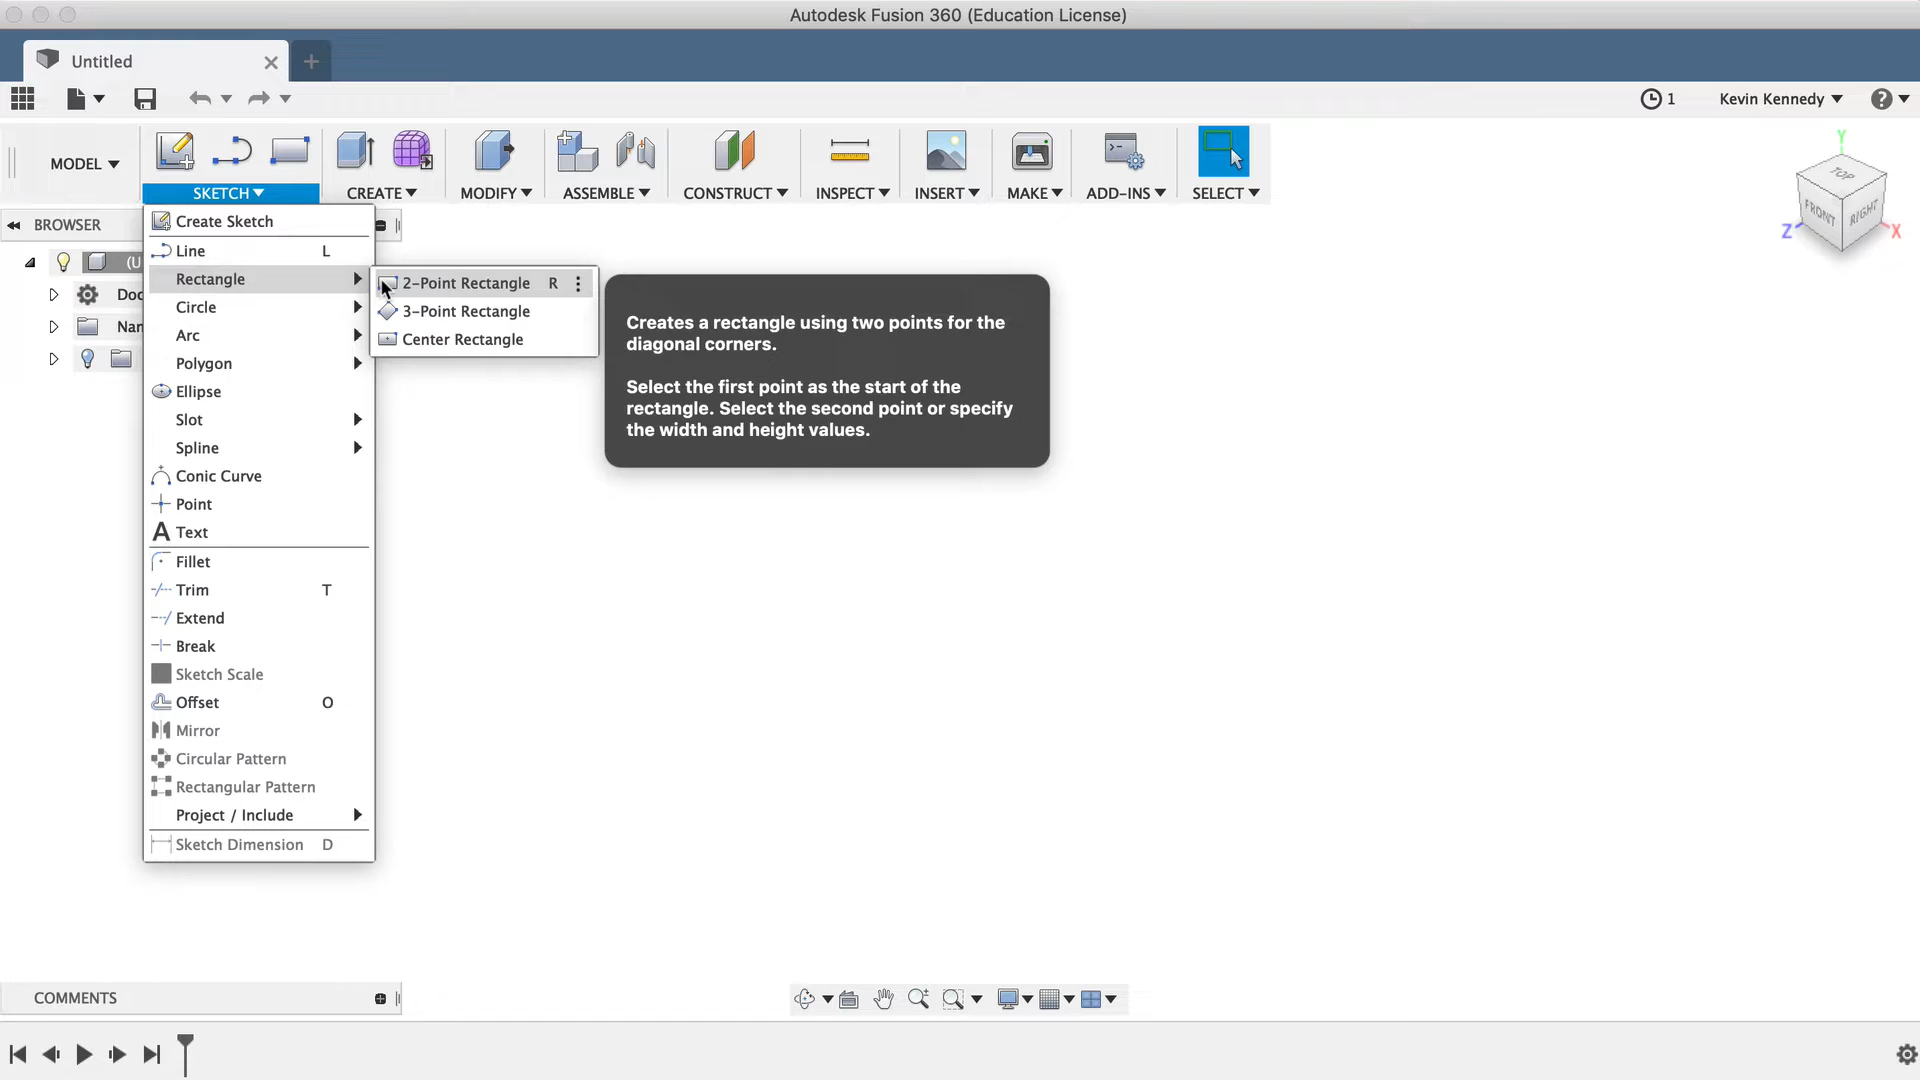 Autodesk Fusion 360 (Education License)
Untitled
1
Kevin Kennedy
?
MODEL
SKETCH
CREATE
MODIFY
ASSEMBLE
CONSTRUCT
INSPECT
INSERT
MAKE
ADD-INS
SELECT
Y
TOP
FRONT
RIGHT
Z
X
BROWSER
(U
Doc
Nam
Create Sketch
Line L
Rectangle
Circle
Arc
Polygon
Ellipse
Slot
Spline
Conic Curve
Point
A Text
Fillet
Trim T
Extend
Break
Sketch Scale
Offset O
Mirror
Circular Pattern
Rectangular Pattern
Project / Include
Sketch Dimension D
2-Point Rectangle R
3-Point Rectangle
Center Rectangle
Creates a rectangle using two points for the
diagonal corners.
Select the first point as the start of the
rectangle. Select the second point or specify
the width and height values.
COMMENTS